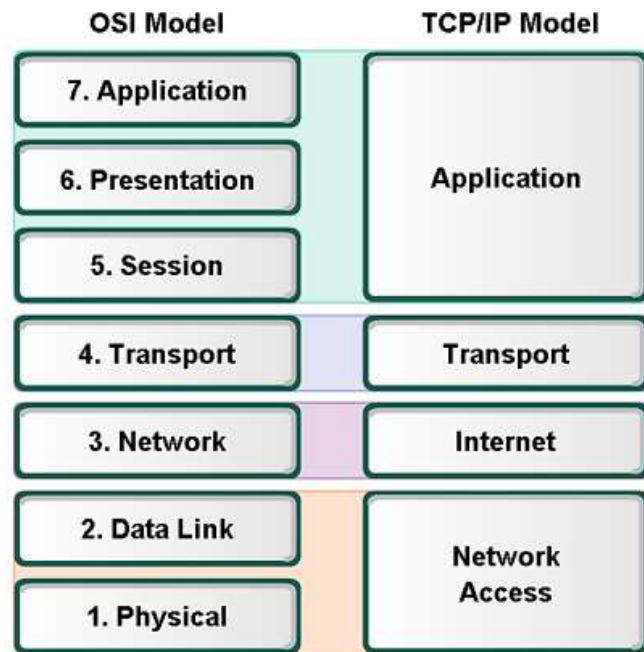 OSI Model
TCP/IP Model
7. Application
6. Presentation
5. Session
Application
4. Transport
Transport
3. Network
Internet
2. Data Link
1. Physical
Network
Access